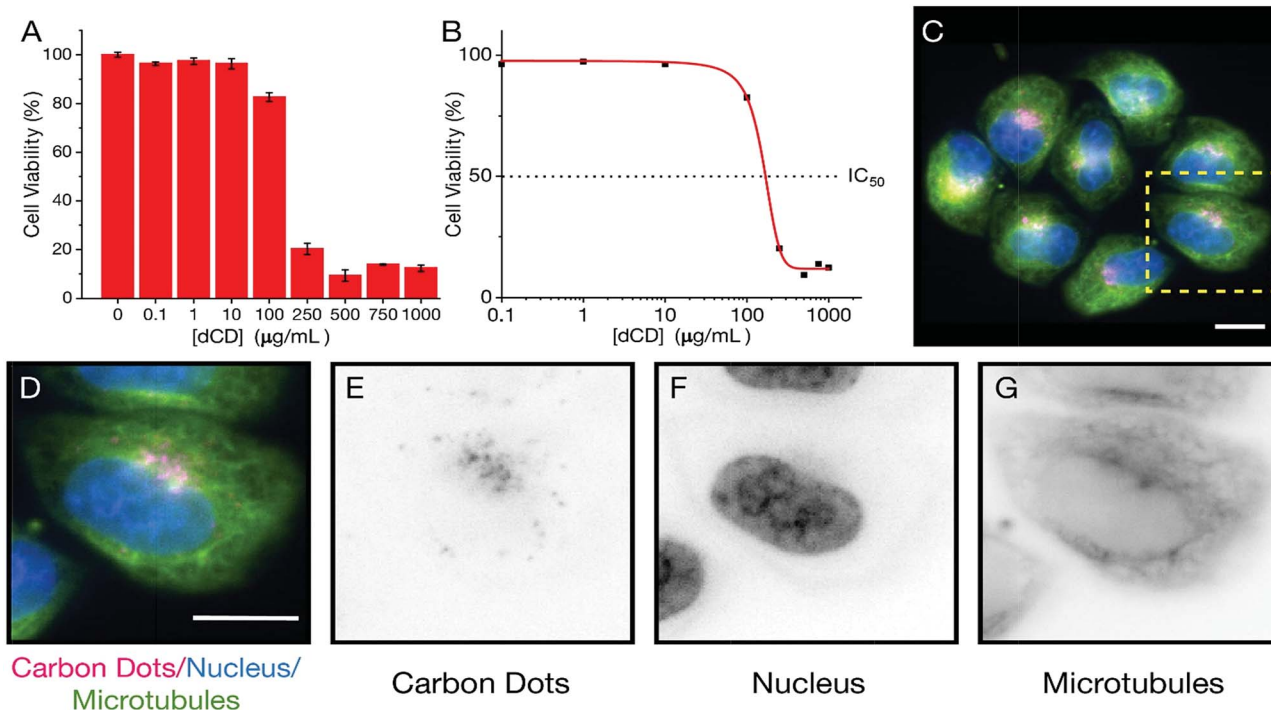 A
Cell Viability (%)
100
80
60
40
20
0
0 0.1 1 10 100 250 500 750 1000
[dCD] (μg/mL)
B
Cell Viability (%)
100
50
0
IC50
0.1 1 10 100 1000
[dCD] (μg/mL)
C
D
E
F
G
Carbon Dots/Nucleus/
Microtubules
Carbon Dots
Nucleus
Microtubules